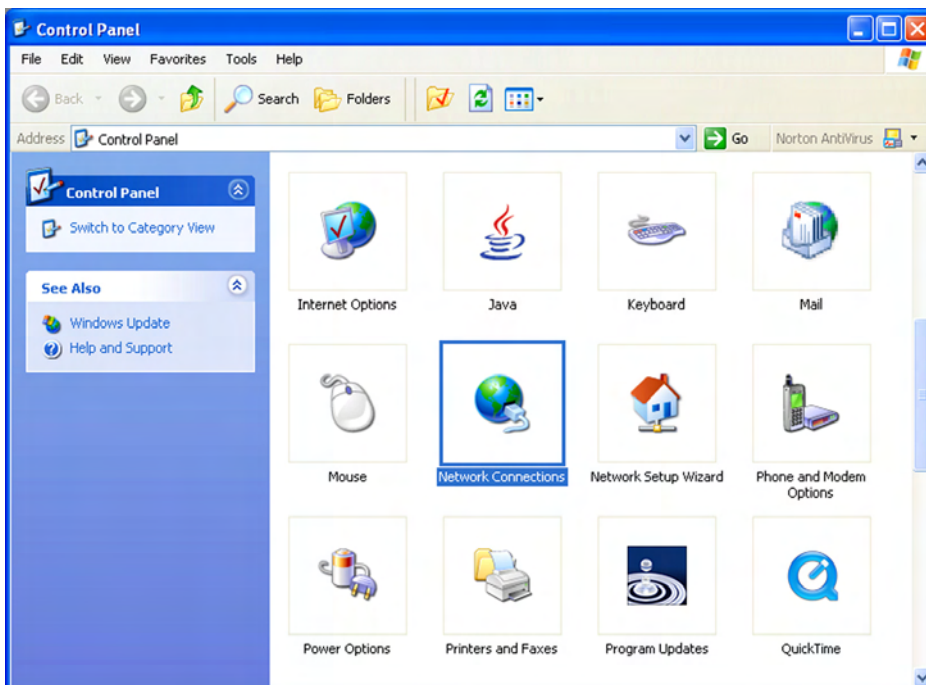 Control Panel
File Edit View Favorites Tools Help
Back Search Folders
Address Control Panel Go Norton AntiVirus
Control Panel
Switch to Category View
See Also
Windows Update
Help and Support
Internet Options Java Keyboard Mail
Mouse Network Connections Network Setup Wizard Phone and Modem
Options
Power Options Printers and Faxes Program Updates QuickTime